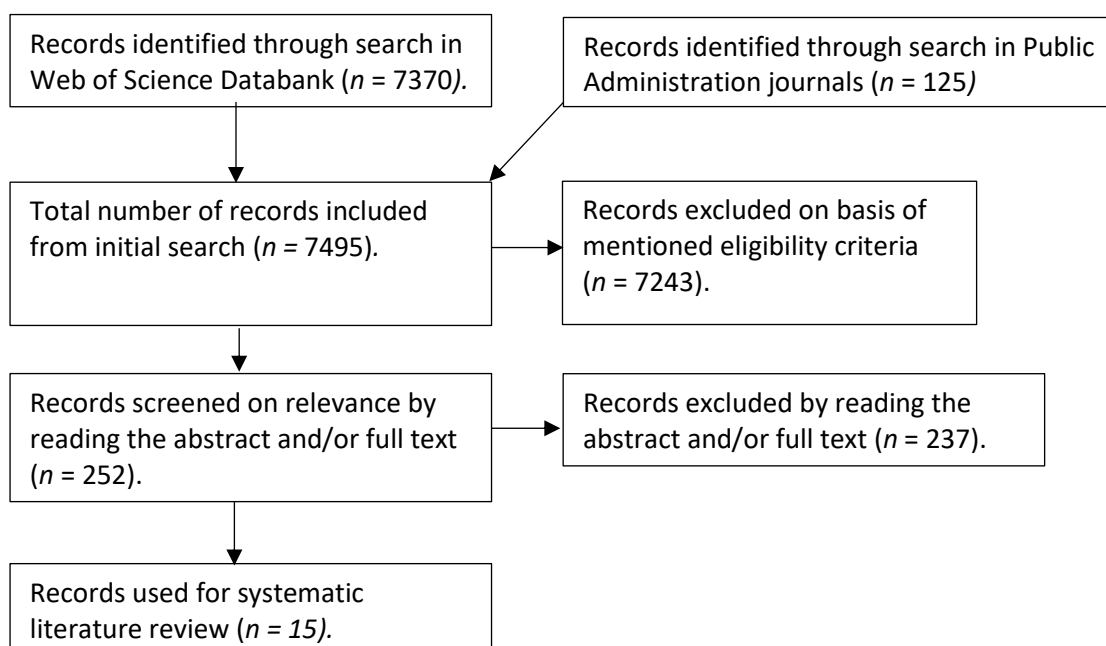 Records identified through search in
Web of Science Databank (n = 7370).
Records identified through search in Public
Administration journals (n = 125)
Total number of records included
from initial search (n = 7495).
Records excluded on basis of
mentioned eligibility criteria
(n = 7243).
Records screened on relevance by
reading the abstract and/or full text
(n = 252).
Records excluded by reading the
abstract and/or full text (n = 237).
Records used for systematic
literature review (n = 15).